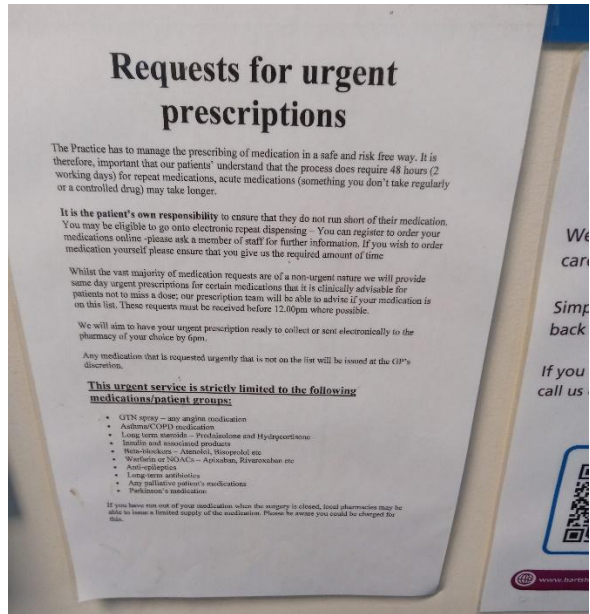 Requests for urgent
prescriptions
The Practice has to manage the prescribing of medication in a safe and risk free way. It is
therefore, important that our patients' understand that the process does require 48 hours (2
working days) for repeat medications, acute medications (something you don't take regularly
or a controlled drug) may take longer.
It is the patient's own responsibility to ensure that they do not run short of their medication.
You may be eligible to go onto electronic repeat dispensing – You can register to order your
medications online -please ask a member of staff for further information. If you wish to order
medication yourself please ensure that you give us the required amount of time
Whilst the vast majority of medication requests are of a non-urgent nature we will provide
same day urgent prescriptions for certain medications that it is clinically advisable for
patients not to miss a dose; our prescription team will be able to advise if your medication is
on this list. These requests must be received before 12.00pm where possible.
We will aim to have your urgent prescription ready to collect or sent electronically to the
pharmacy of your choice by 6pm.
Any medication that is requested urgently that is not on the list will be issued at the GP's
discretion.
This urgent service is strictly limited to the following
medications/patient groups:
• GTN spray – any angina medication
• Asthma/COPD medication
• Long term steroids – Prednisolone and Hydrocortisone
• Insulin and associated products
• Beta-blockers – Atenolol, Bisoprolol etc
• Warfarin or NOACs – Apixaban, Rivaroxaban etc
• Anti-epileptics
• Long-term antibiotics
• Any palliative patient's medications
• Parkinson's medication
If you have run out of your medication when the surgery is closed, local pharmacies may be
able to issue a limited supply of the medication. Please be aware you could be charged for
this.
We
care
Simp
back
If you
call us
www.bartsh